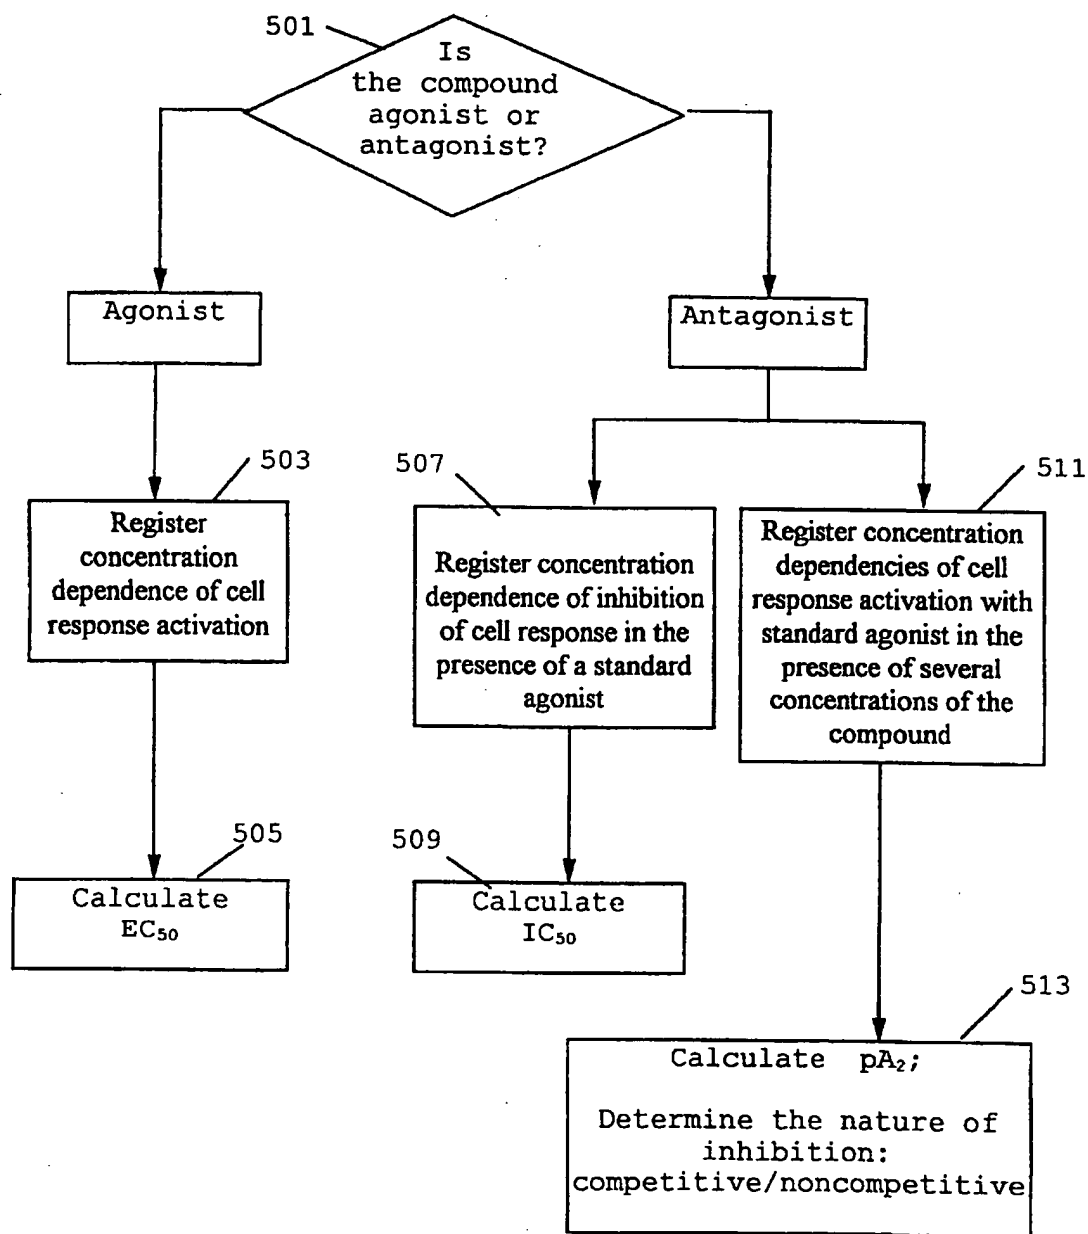 501
Is
the compound
agonist or
antagonist?
Agonist
Antagonist
503
Register
concentration
dependence of cell
response activation
507
Register concentration
dependence of inhibition
of cell response in the
presence of a standard
agonist
511
Register concentration
dependencies of cell
response activation with
standard agonist in the
presence of several
concentrations of the
compound
505
Calculate
EC₅₀
509
Calculate
IC₅₀
513
Calculate pA₂;
Determine the nature of
inhibition:
competitive/noncompetitive